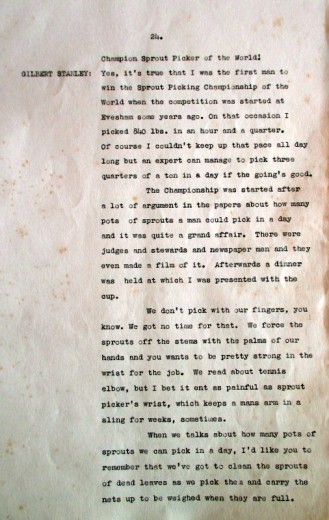 24.
Champion Sprout Picker of the World!
GILBERT STANLEY: Yes, it's true that I was the first man to
win the Sprout Picking Championship of the
World when the competition was started at
Evesham some years ago. On that occasion I
picked 840 lbs. in an hour and a quarter.
Of course I couldn't keep up that pace all day
long but an expert can manage to pick three
quarters of a ton in a day if the going's good.
The Championship was started after
a lot of argument in the papers about how many
pots of sprouts a man could pick in a day
and it was quite a grand affair. There were
judges and stewards and newspaper men and they
even made a film of it. Afterwards a dinner
was held at which I was presented with the
cup.
We don't pick with our fingers, you
know. We got no time for that. We force the
sprouts off the stems with the palms of our
hands and you wants to be pretty strong in the
wrist for the job. We read about tennis
elbow, but I bet it ent as painful as sprout
picker's wrist, which keeps a mans arm in a
sling for weeks, sometimes.
When we talks about how many pots of
sprouts we can pick in a day, I'd like you to
remember that we've got to clean the sprouts
of dead leaves as we pick them and carry the
nets up to be weighed when they are full.